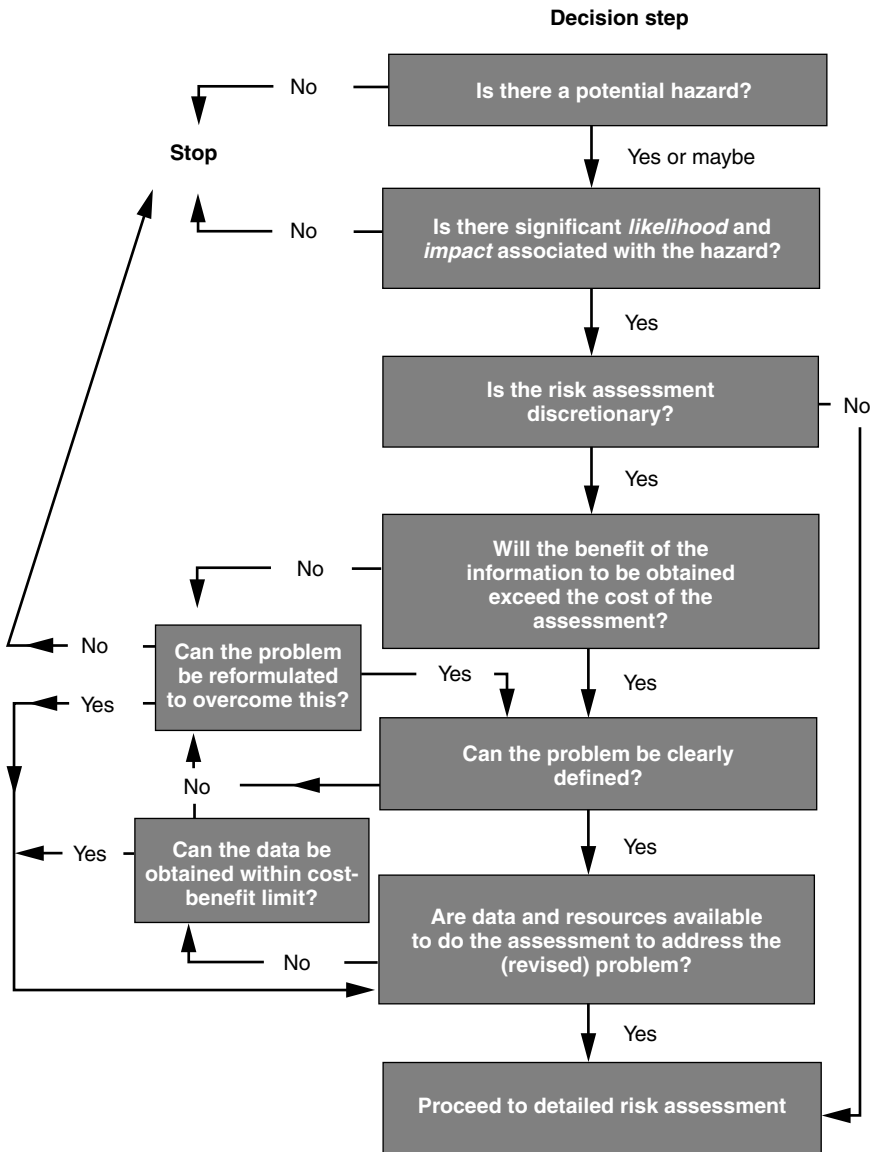 Decision step
No
Is there a potential hazard?
Stop
Yes or maybe
No
Is there significant likelihood and
impact associated with the hazard?
Yes
Is the risk assessment
discretionary?
No
Yes
Will the benefit of the
information to be obtained
exceed the cost of the
assessment?
No
No
Can the problem
be reformulated
to overcome this?
Yes
Yes
Yes
Can the problem be clearly
defined?
No
Yes
Can the data be
obtained within cost-
benefit limit?
Yes
Are data and resources available
to do the assessment to address the
(revised) problem?
No
Yes
Proceed to detailed risk assessment